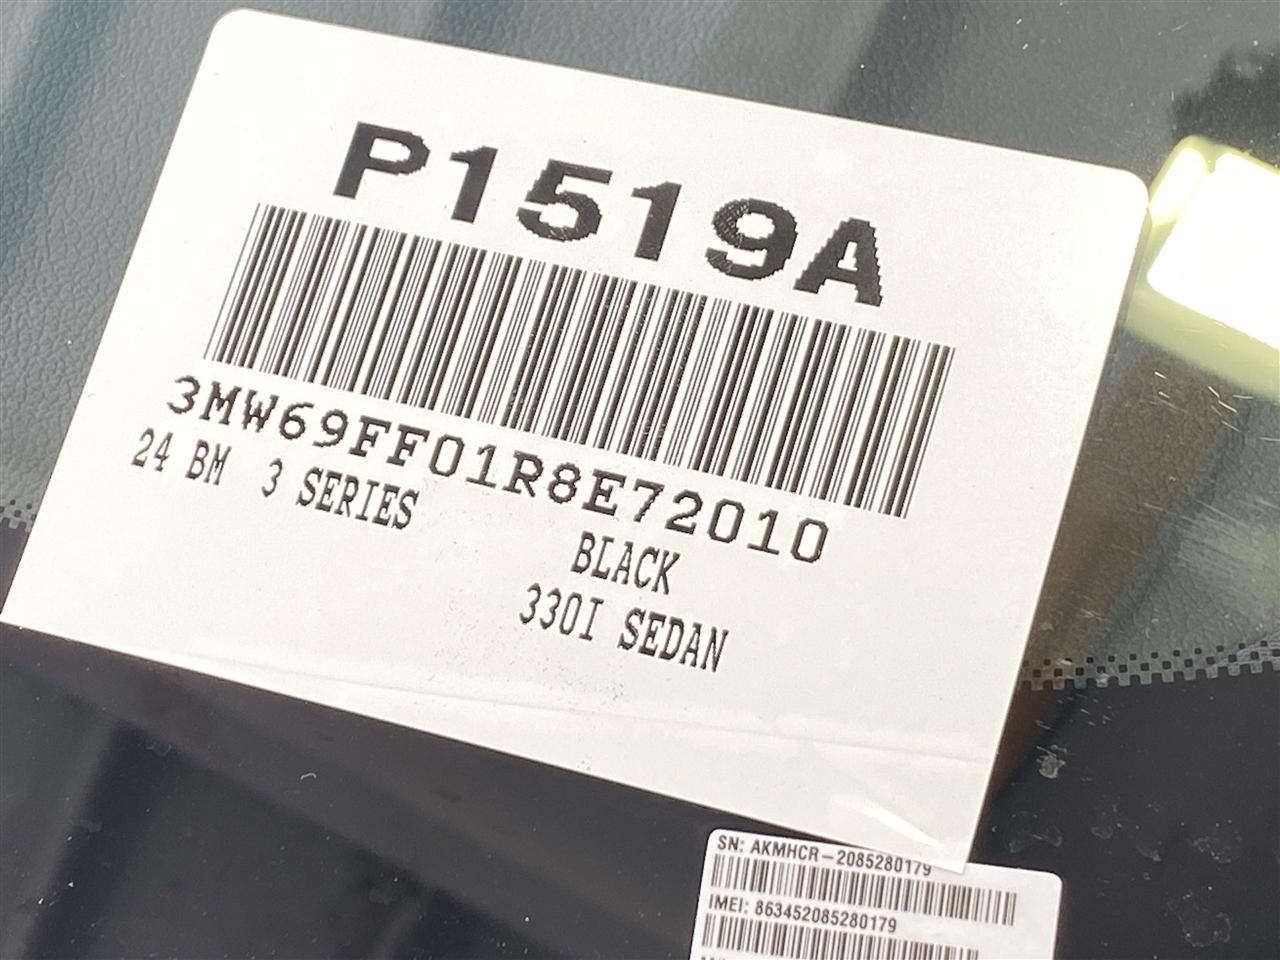 P1519A
3MW69FF01R8E72010
24 BM 3 SERIES
BLACK
330I SEDAN
SN: AKMHCR-2085280179
IMEI: 863452085280179